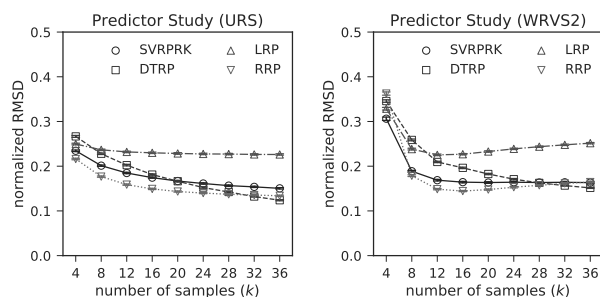 Predictor Study (URS)
normalized RMSD
0.5
0.4
0.3
0.2
0.1
0.0
SVRPRK
DTRP
LRP
RRP
4 8 12 16 20 24 28 32 36
number of samples (k)
Predictor Study (WRVS2)
normalized RMSD
0.5
0.4
0.3
0.2
0.1
0.0
SVRPRK
DTRP
LRP
RRP
4 8 12 16 20 24 28 32 36
number of samples (k)